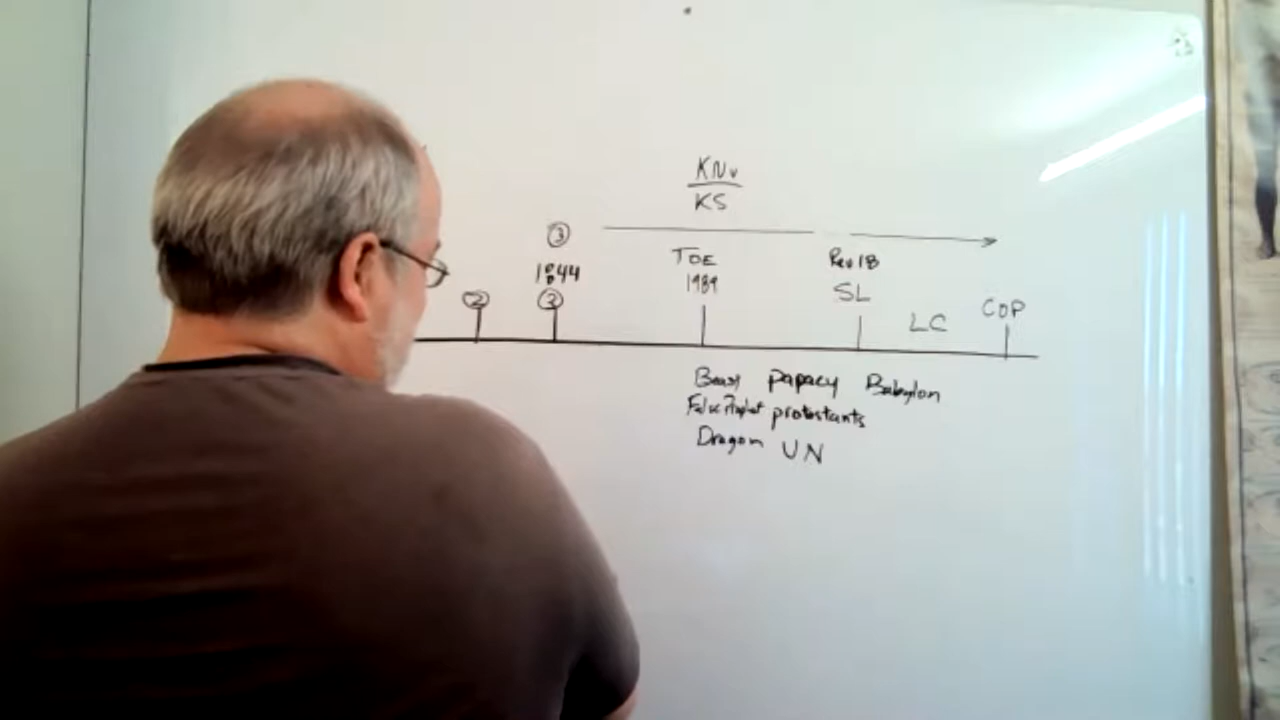 KNv
KS
③
1844
② ③
TOE
1989
Rev 18
SL
LC
COP
Beast papacy Babylon
False Prophet protestants
Dragon UN